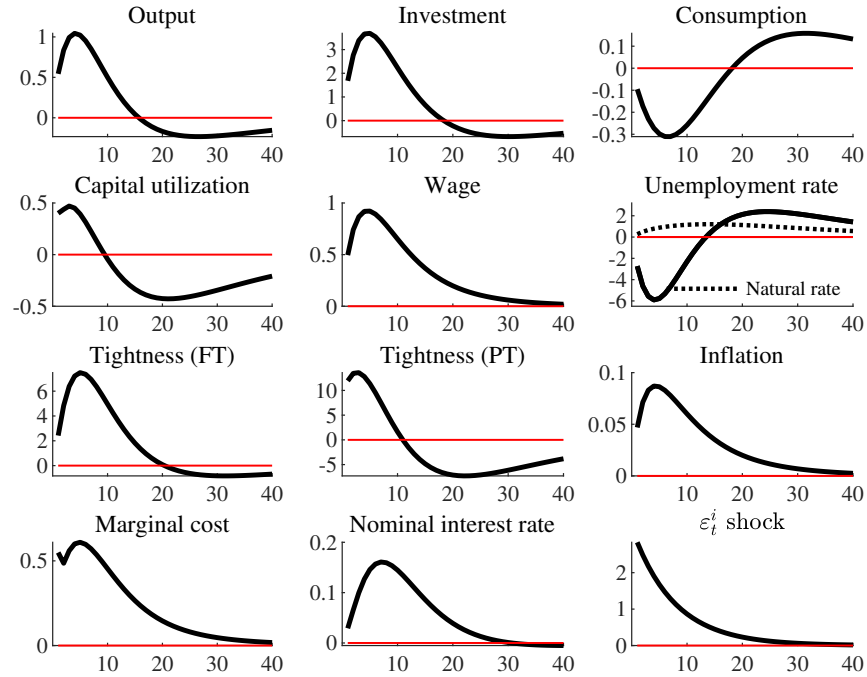 Output
1
0.5
0
10 20 30 40
Investment
3
2
1
0
10 20 30 40
Consumption
0.1
0
-0.1
-0.3
10 20 30 40
Capital utilization
0.5
0
-0.5
10 20 30 40
Wage
1
0.5
0
10 20 30 40
Unemployment rate
2
0
-2
-4
-6
Natural rate
10 20 30 40
Tightness (FT)
6
4
2
0
10 20 30 40
Tightness (PT)
10
5
0
-5
10 20 30 40
Inflation
0.1
0.05
0
10 20 30 40
Marginal cost
0.5
0
10 20 30 40
Nominal interest rate
0.2
0.1
0
10 20 30 40
ε_t^i shock
2
1
0
10 20 30 40